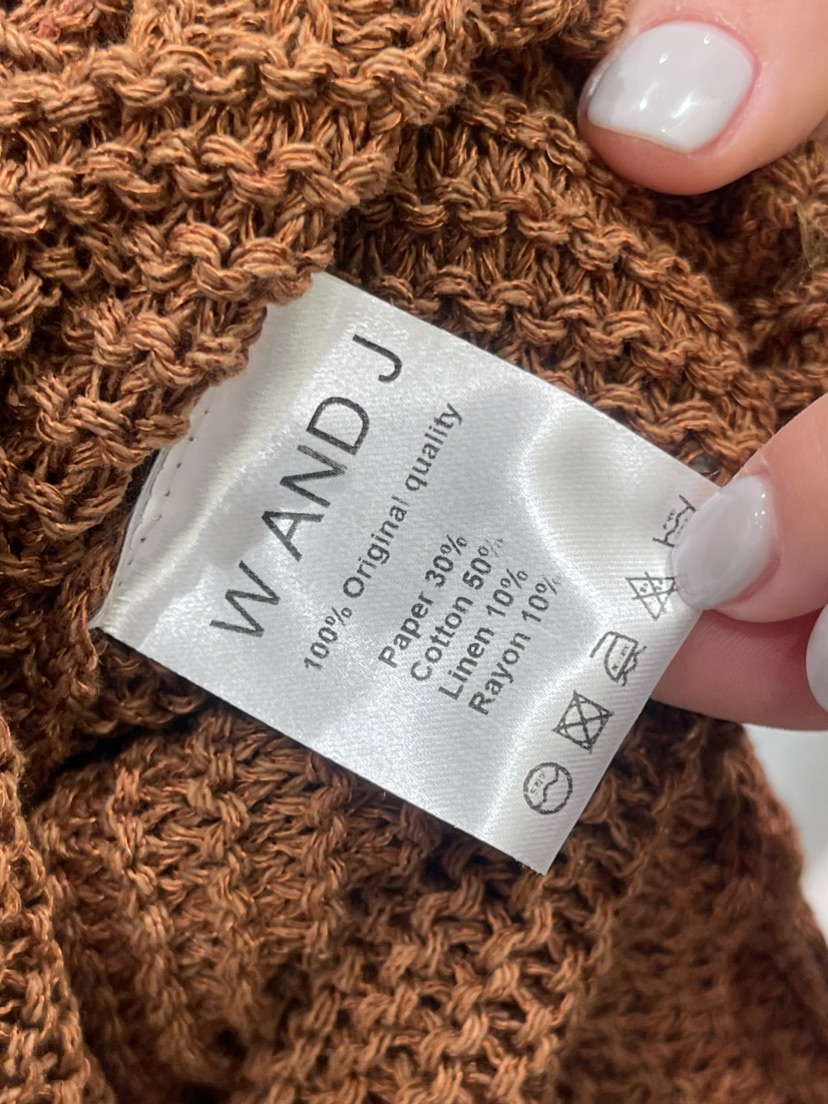 W AND J
100% Original quality
Paper 30%
Cotton 50%
Linen 10%
Rayon 10%